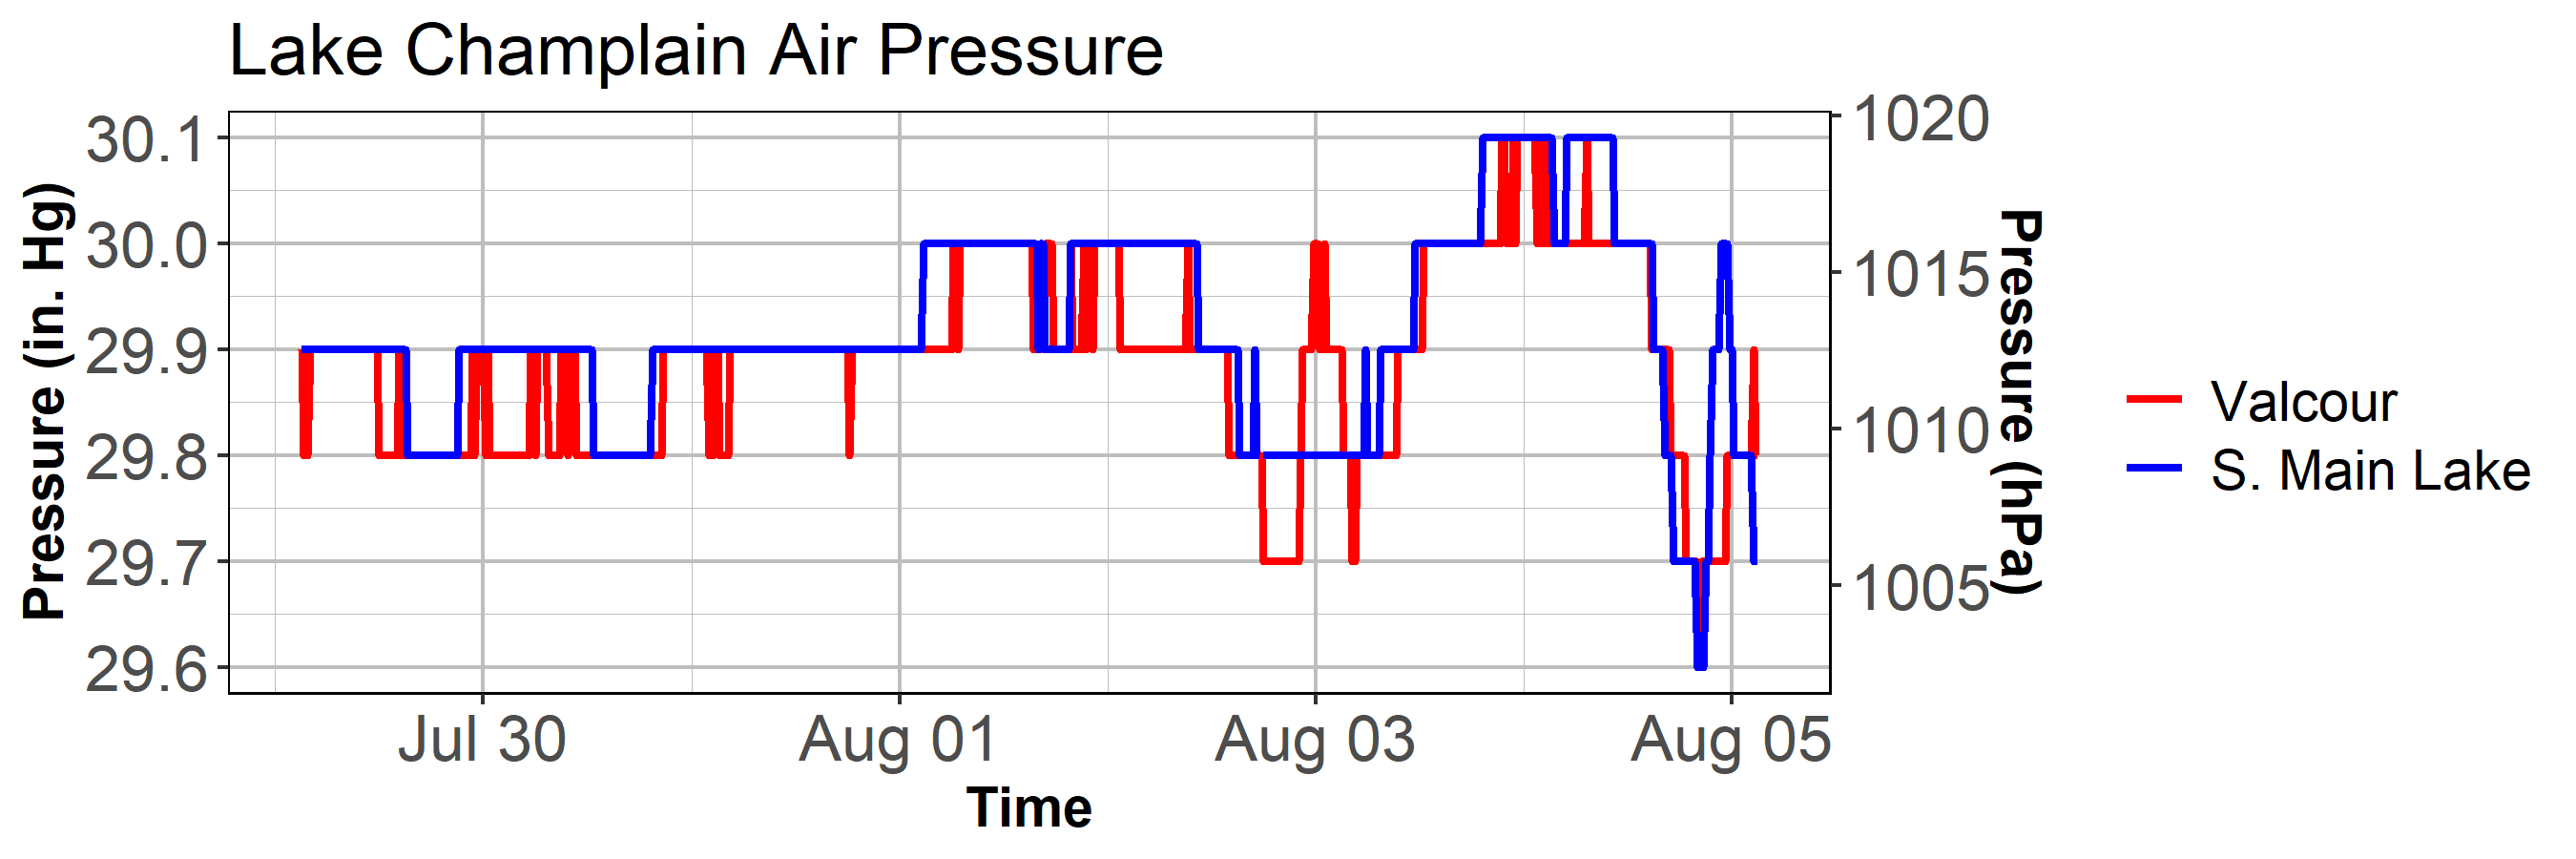 Lake Champlain Air Pressure
Pressure (in. Hg)
30.1
30.0
29.9
29.8
29.7
29.6
1020
1015
1010
1005
Pressure (hPa)
Jul 30
Aug 01
Aug 03
Aug 05
Time
Valcour
S. Main Lake